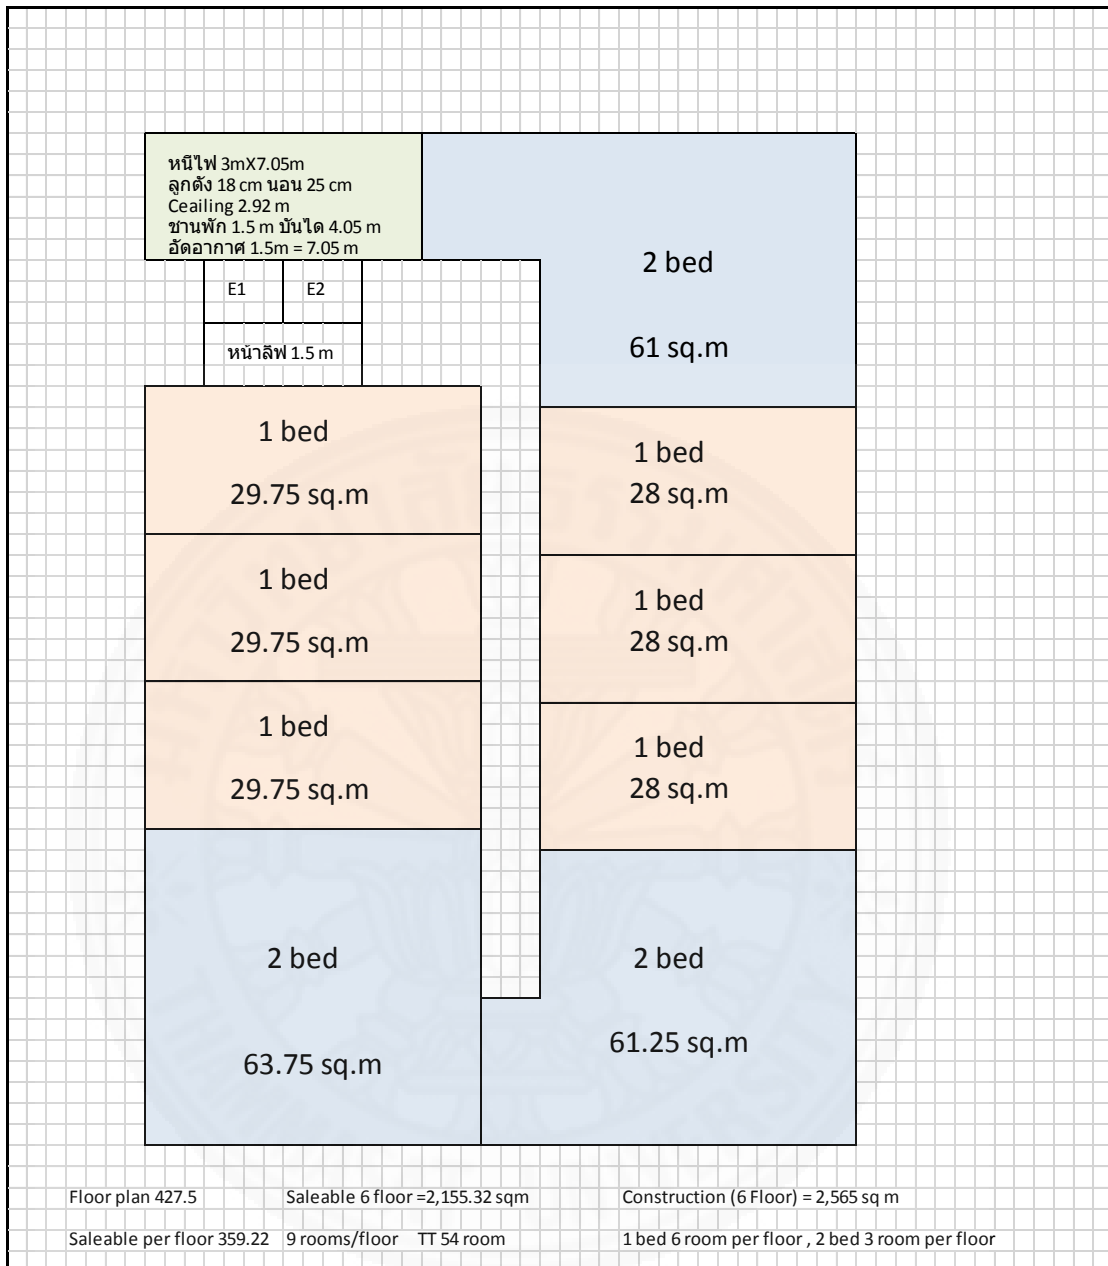 หนีไฟ 3mX7.05m
ลูกตั้ง 18 cm นอน 25 cm
Ceailing 2.92 m
ชานพัก 1.5 m บันได 4.05 m
อัดอากาศ 1.5m = 7.05 m
E1 E2
หน้าลิฟ 1.5 m
2 bed
61 sq.m
1 bed
29.75 sq.m
1 bed
28 sq.m
1 bed
29.75 sq.m
1 bed
28 sq.m
1 bed
29.75 sq.m
1 bed
28 sq.m
2 bed
63.75 sq.m
2 bed
61.25 sq.m
Floor plan 427.5 Saleable 6 floor =2,155.32 sqm Construction (6 Floor) = 2,565 sq m
Saleable per floor 359.22 9 rooms/floor TT 54 room 1 bed 6 room per floor , 2 bed 3 room per floor